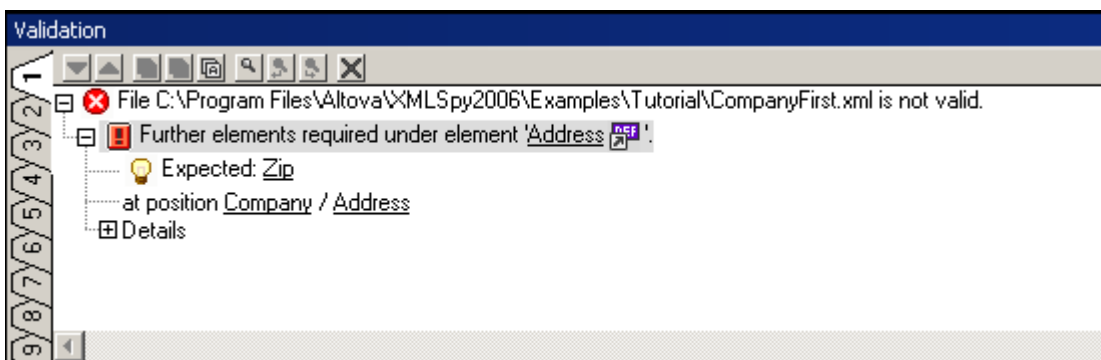 Validation
File C:\Program Files\Altova\XMLSpy2006\Examples\Tutorial\CompanyFirst.xml is not valid.
Further elements required under element 'Address DEF '.
Expected: Zip
at position Company / Address
Details
1
2
3
4
5
6
7
8
9